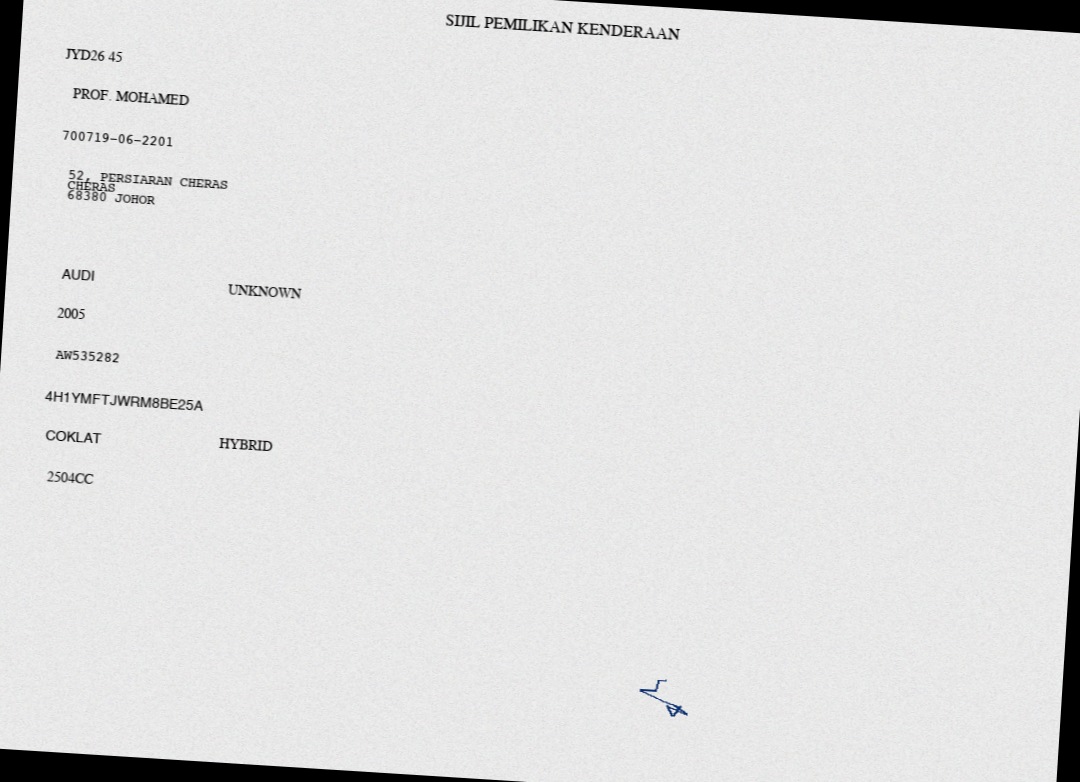 SIJIL PEMILIKAN KENDERAAN
JYD26 45
PROF. MOHAMED
700719-06-2201
52, PERSIARAN CHERAS
CHERAS
68380 JOHOR
AUDI UNKNOWN
2005
AW535282
4H1YMFTJWRM8BE25A
COKLAT HYBRID
2504CC